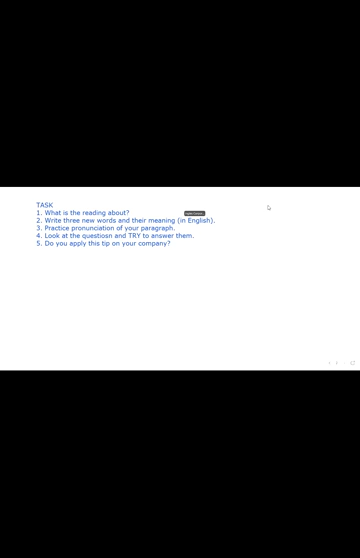 TASK
1. What is the reading about?
2. Write three new words and their meaning (in English).
3. Practice pronunciation of your paragraph.
4. Look at the questiosn and TRY to answer them.
5. Do you apply this tip on your company?